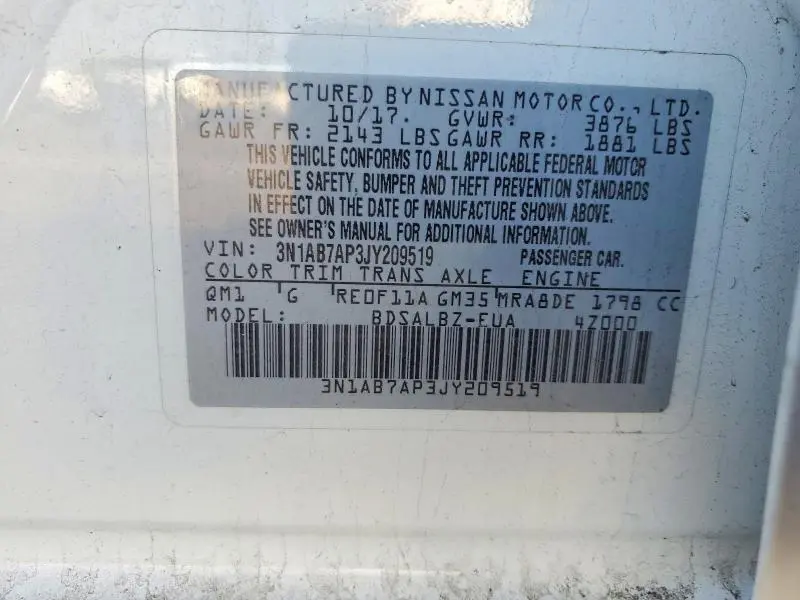 MANUFACTURED BY NISSAN MOTOR CO., LTD.
DATE: 10/17. GVWR: 3876 LBS
GAWR FR: 2143 LBS GAWR RR: 1881 LBS
THIS VEHICLE CONFORMS TO ALL APPLICABLE FEDERAL MOTOR
VEHICLE SAFETY, BUMPER AND THEFT PREVENTION STANDARDS
IN EFFECT ON THE DATE OF MANUFACTURE SHOWN ABOVE.
SEE OWNER'S MANUAL FOR ADDITIONAL INFORMATION.
VIN: 3N1AB7AP3JY209519 PASSENGER CAR.
COLOR TRIM TRANS AXLE ENGINE
QM1 G RE0F11A GM35 MRA8DE 1798 CC
MODEL: BDSALBZ-EUA 4Z000
3N1AB7AP3JY209519